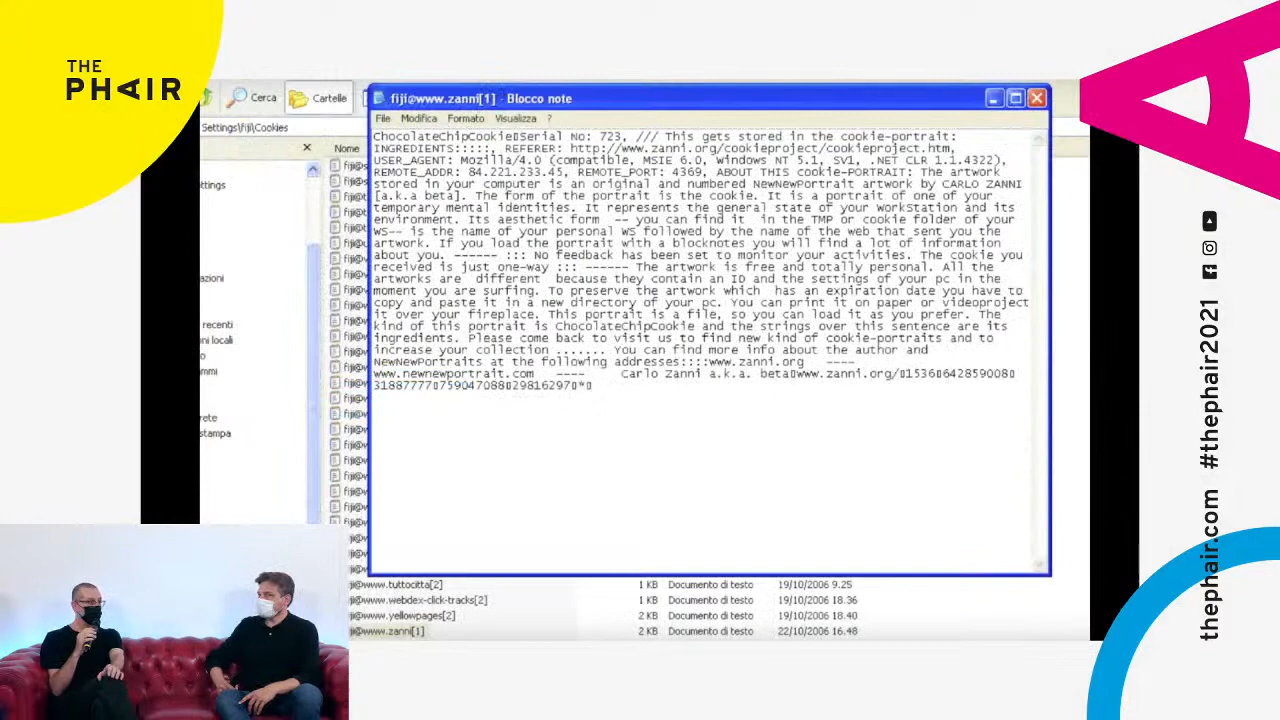 THE
PHAIR
Cerca
Cartelle
fiji@www.zanni[1] - Blocco note
File Modifica Formato Visualizza ?
Settings\fiji\Cookies
Nome
ChocolateChipCookie▯Serial No: 723, /// This gets stored in the cookie-portrait:
INGREDIENTS:::::, REFERER: http://www.zanni.org/cookieproject/cookieproject.htm,
USER_AGENT: Mozilla/4.0 (compatible, MSIE 6.0, Windows NT 5.1, SV1, .NET CLR 1.1.4322),
REMOTE_ADDR: 84.221.233.45, REMOTE_PORT: 4369, ABOUT THIS cookie-PORTRAIT: The artwork
stored in your computer is an original and numbered NewNewPortrait artwork by CARLO ZANNI
[a.k.a beta]. The form of the portrait is the cookie. It is a portrait of one of your
temporary mental identities. It represents the general state of your workstation and its
environment. Its aesthetic form -- you can find it in the TMP or cookie folder of your
WS-- is the name of your personal WS followed by the name of the web that sent you the
artwork. If you load the portrait with a blocknotes you will find a lot of information
about you. ------ ::: No feedback has been set to monitor your activities. The cookie you
received is just one-way ::: ------ The artwork is free and totally personal. All the
artworks are different because they contain an ID and the settings of your pc in the
moment you are surfing. To preserve the artwork which has an expiration date you have to
copy and paste it in a new directory of your pc. You can print it on paper or videoproject
it over your fireplace. This portrait is a file, so you can load it as you prefer. The
kind of this portrait is ChocolateChipCookie and the strings over this sentence are its
ingredients. Please come back to visit us to find new kind of cookie-portraits and to
increase your collection ....... You can find more info about the author and
NewNewPortraits at the following addresses::::www.zanni.org ----
www.newnewportrait.com ---- Carlo Zanni a.k.a. beta▯www.zanni.org/▯1536▯642859008▯
31887777▯759047088▯29816297▯*▯
ettings
azioni
recenti
ni locali
mmi
rete
stampa
fiji@www.tuttocitta[2] 1 KB Documento di testo 19/10/2006 9.25
fiji@www.webdex-click-tracks[2] 1 KB Documento di testo 19/10/2006 18.36
fiji@www.yellowpages[2] 2 KB Documento di testo 19/10/2006 18.40
fiji@www.zanni[1] 2 KB Documento di testo 22/10/2006 16.48
thephair.com #thephair2021